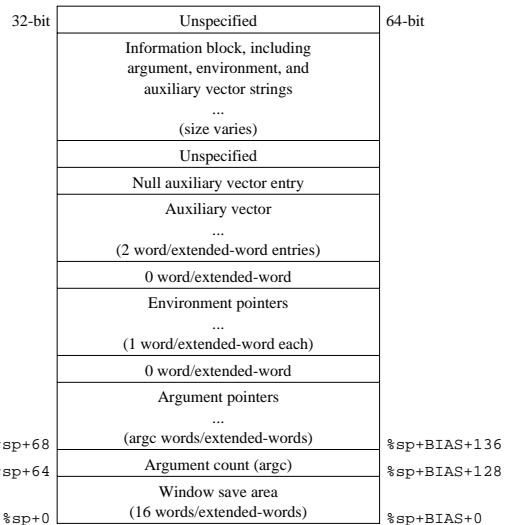 32-bit Unspecified 64-bit
Information block, including
argument, environment, and
auxiliary vector strings
...
(size varies)
Unspecified
Null auxiliary vector entry
Auxiliary vector
...
(2 word/extended-word entries)
0 word/extended-word
Environment pointers
...
(1 word/extended-word each)
0 word/extended-word
Argument pointers
...
sp+68 (argc words/extended-words) %sp+BIAS+136
sp+64 Argument count (argc) %sp+BIAS+128
Window save area
%sp+0 (16 words/extended-words) %sp+BIAS+0